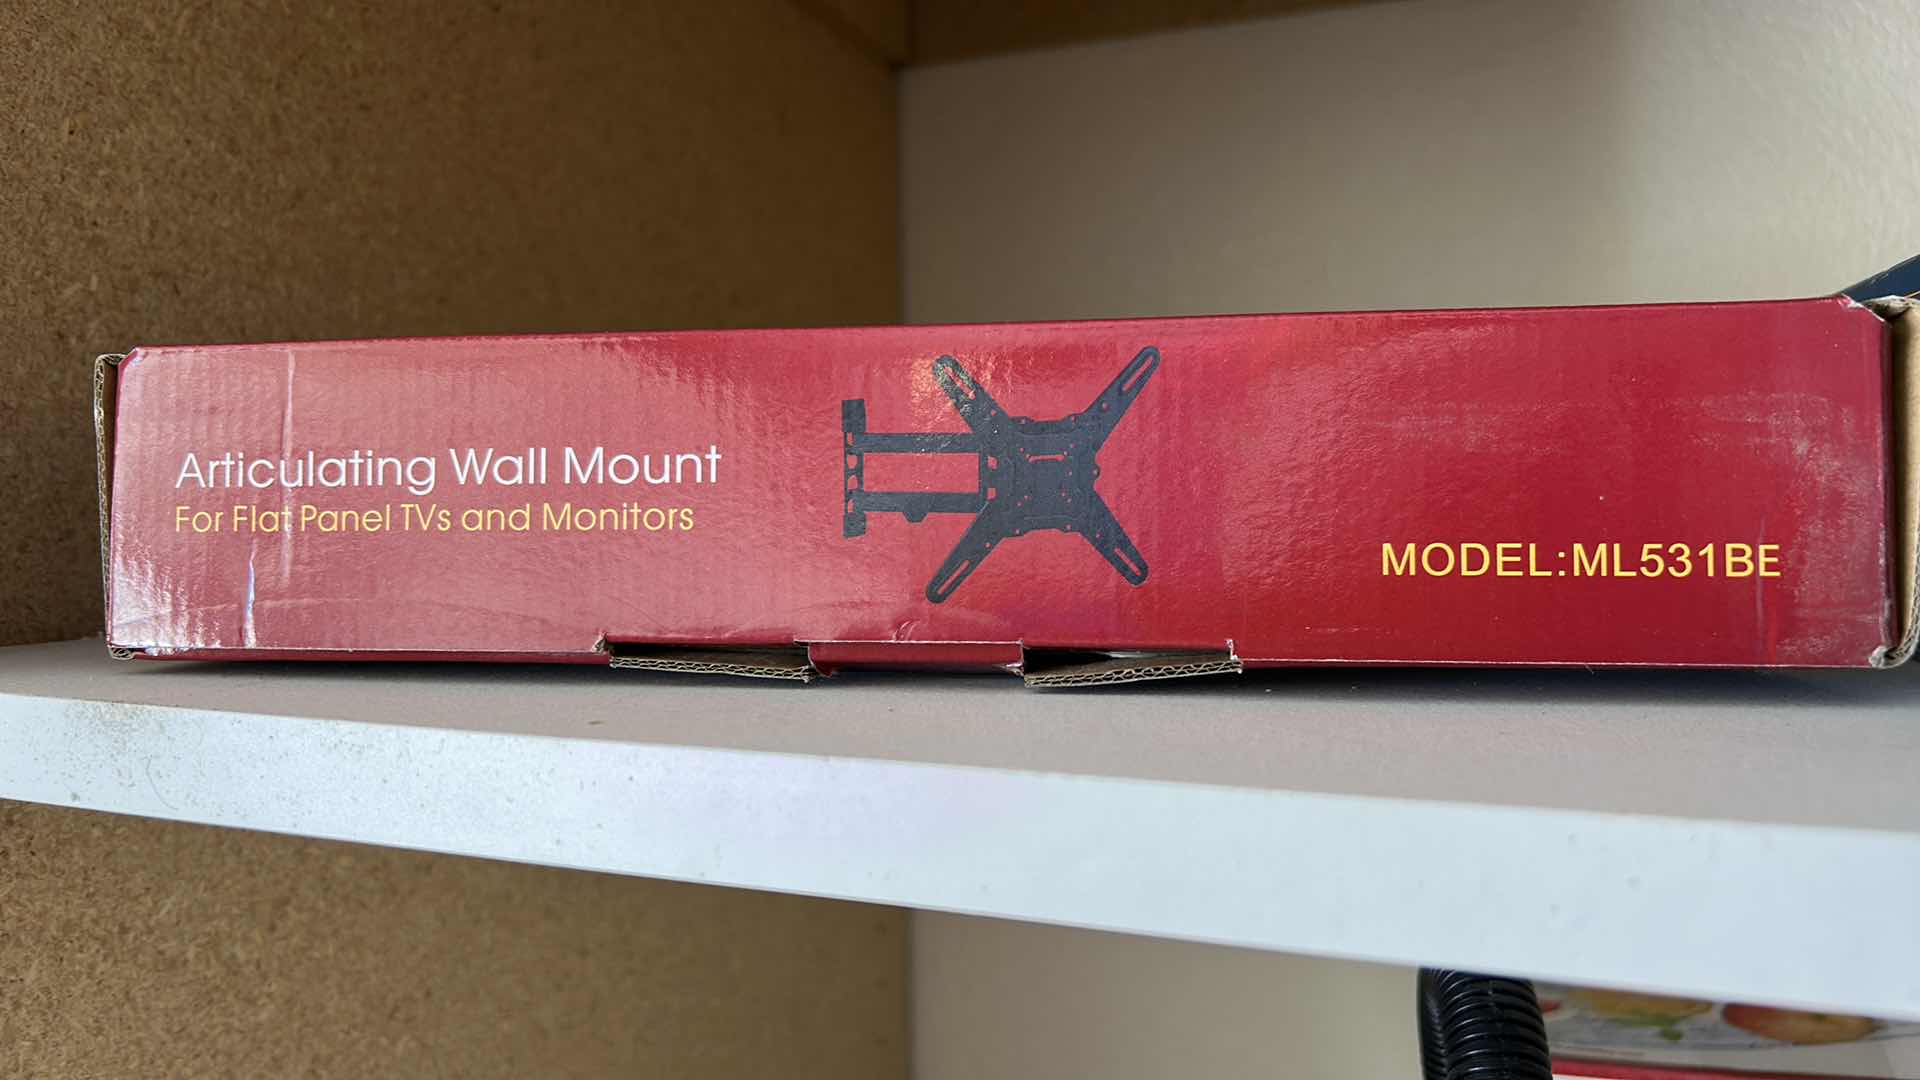 Articulating Wall Mount
For Flat Panel TVs and Monitors
MODEL:ML531BE